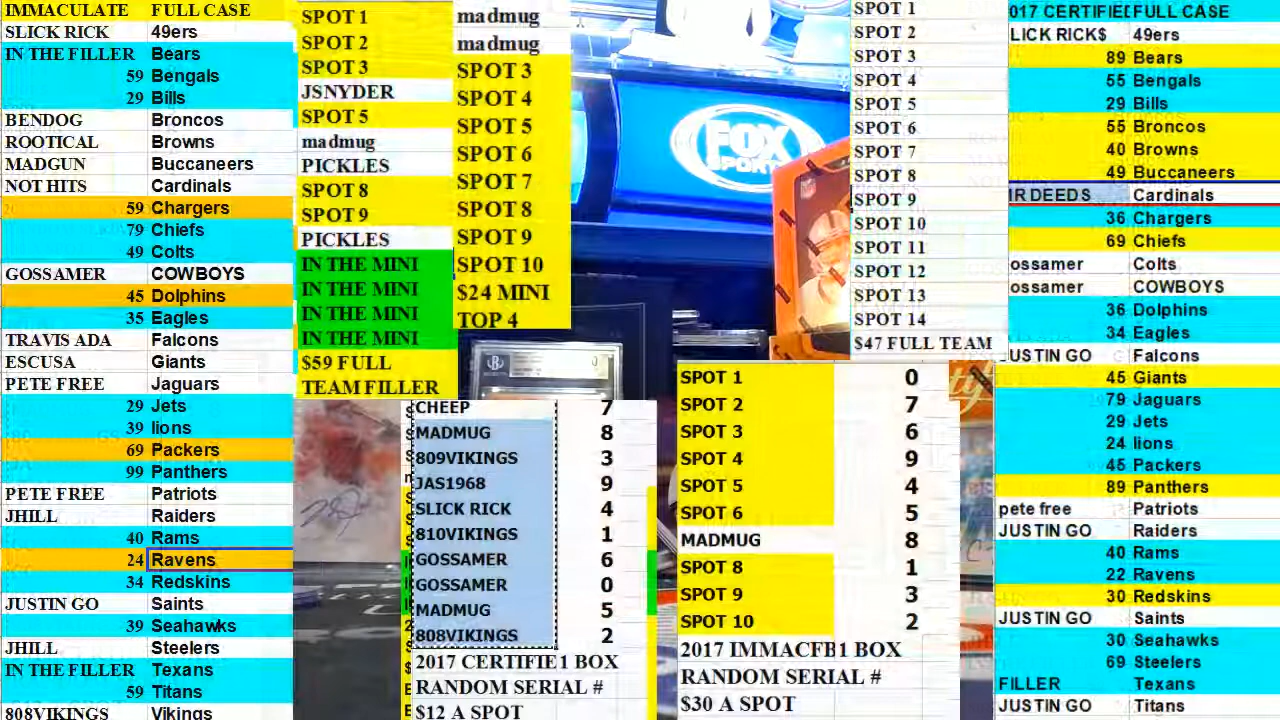 IMMACULATE FULL CASE
SLICK RICK 49ers
IN THE FILLER Bears
59 Bengals
29 Bills
BENDOG Broncos
ROOTICAL Browns
MADGUN Buccaneers
NOT HITS Cardinals
59 Chargers
79 Chiefs
49 Colts
GOSSAMER COWBOYS
45 Dolphins
35 Eagles
TRAVIS ADA Falcons
ESCUSA Giants
PETE FREE Jaguars
29 Jets
39 lions
69 Packers
99 Panthers
PETE FREE Patriots
JHILL Raiders
40 Rams
24 Ravens
34 Redskins
JUSTIN GO Saints
39 Seahawks
JHILL Steelers
IN THE FILLER Texans
59 Titans
808VIKINGS Vikings
SPOT 1
SPOT 2
SPOT 3
JSNYDER
SPOT 5
madmug
PICKLES
SPOT 8
SPOT 9
PICKLES
IN THE MINI
IN THE MINI
IN THE MINI
IN THE MINI
$59 FULL
TEAM FILLER
madmug
madmug
SPOT 3
SPOT 4
SPOT 5
SPOT 6
SPOT 7
SPOT 8
SPOT 9
SPOT 10
$24 MINI
TOP 4
FOX
SPORTS
CHEEP 7
MADMUG 8
809VIKINGS 3
JAS1968 9
SLICK RICK 4
810VIKINGS 1
GOSSAMER 6
GOSSAMER 0
MADMUG 5
808VIKINGS 2
2017 CERTIFIE1 BOX
RANDOM SERIAL #
$12 A SPOT
SPOT 1 0
SPOT 2 7
SPOT 3 6
SPOT 4 9
SPOT 5 4
SPOT 6 5
MADMUG 8
SPOT 8 1
SPOT 9 3
SPOT 10 2
2017 IMMACFB1 BOX
RANDOM SERIAL #
$30 A SPOT
SPOT 1
SPOT 2
SPOT 3
SPOT 4
SPOT 5
SPOT 6
SPOT 7
SPOT 8
SPOT 9
SPOT 10
SPOT 11
SPOT 12
SPOT 13
SPOT 14
$47 FULL TEAM
017 CERTIFIE FULL CASE
LICK RICK$ 49ers
89 Bears
55 Bengals
29 Bills
55 Broncos
40 Browns
49 Buccaneers
IR DEEDS Cardinals
36 Chargers
69 Chiefs
ossamer Colts
ossamer COWBOYS
36 Dolphins
34 Eagles
JUSTIN GO Falcons
45 Giants
79 Jaguars
29 Jets
24 lions
45 Packers
89 Panthers
pete free Patriots
JUSTIN GO Raiders
40 Rams
22 Ravens
30 Redskins
JUSTIN GO Saints
30 Seahawks
69 Steelers
FILLER Texans
JUSTIN GO Titans